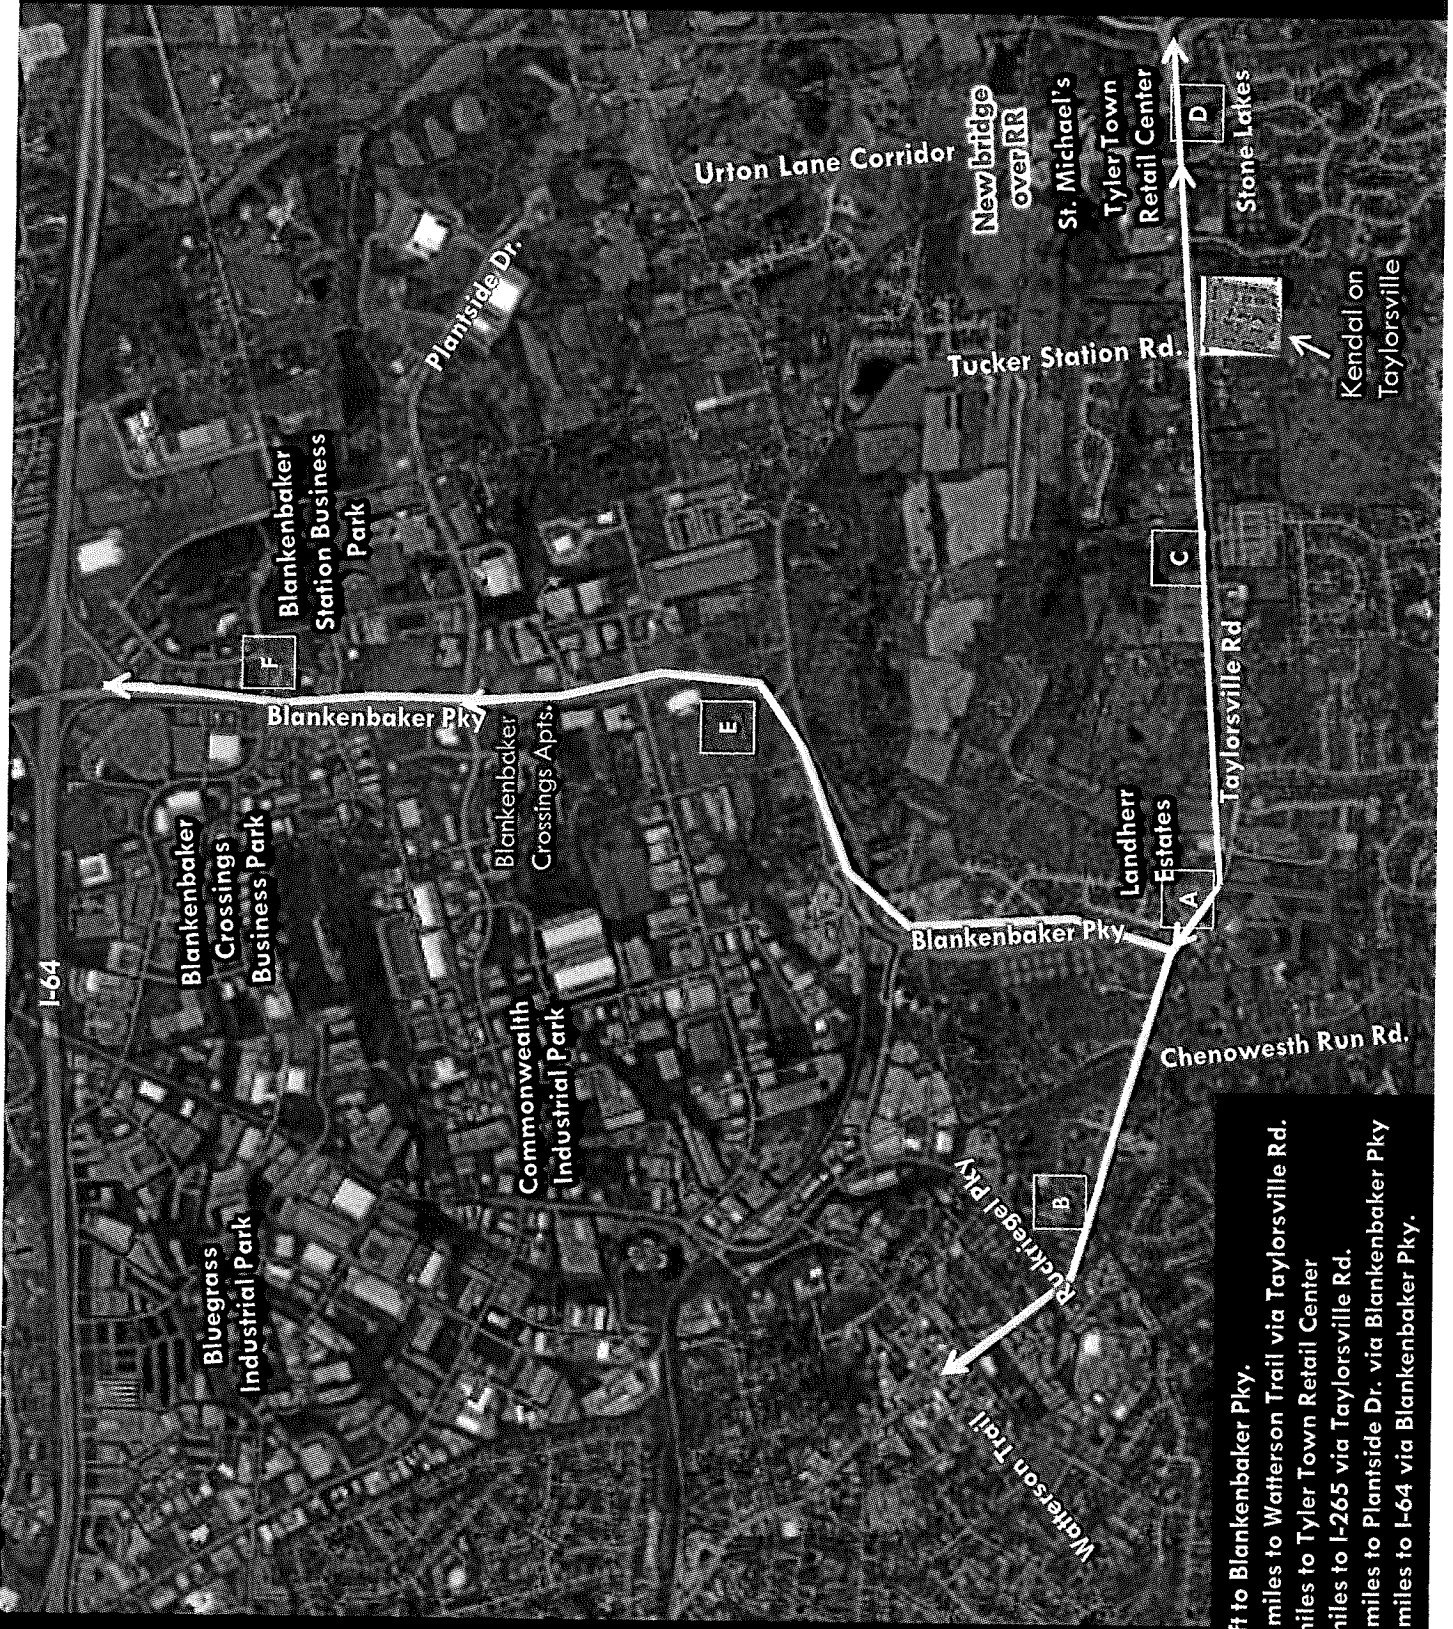 I-64
Bluegrass
Industrial Park
Blankenbaker
Crossings
Business Park
Blankenbaker
Station Business
Park
F
Blankenbaker Pky
Plantside Dr.
Blankenbaker
Crossings Apts.
Commonwealth
Industrial Park
E
Urton Lane Corridor
New bridge
over RR
St. Michael's
Tyler Town
Retail Center
D
Stone Lakes
Tucker Station Rd.
Kendal on
Taylorsville
C
Taylorsville Rd
Landherr
Estates
A
Blankenbaker Pky
Chenowesth Run Rd.
B
Ruckriegel Pky
Watterson Trail
ft to Blankenbaker Pky.
miles to Watterson Trail via Taylorsville Rd.
miles to Tyler Town Retail Center
miles to I-265 via Taylorsville Rd.
miles to Plantside Dr. via Blankenbaker Pky
miles to I-64 via Blankenbaker Pky.